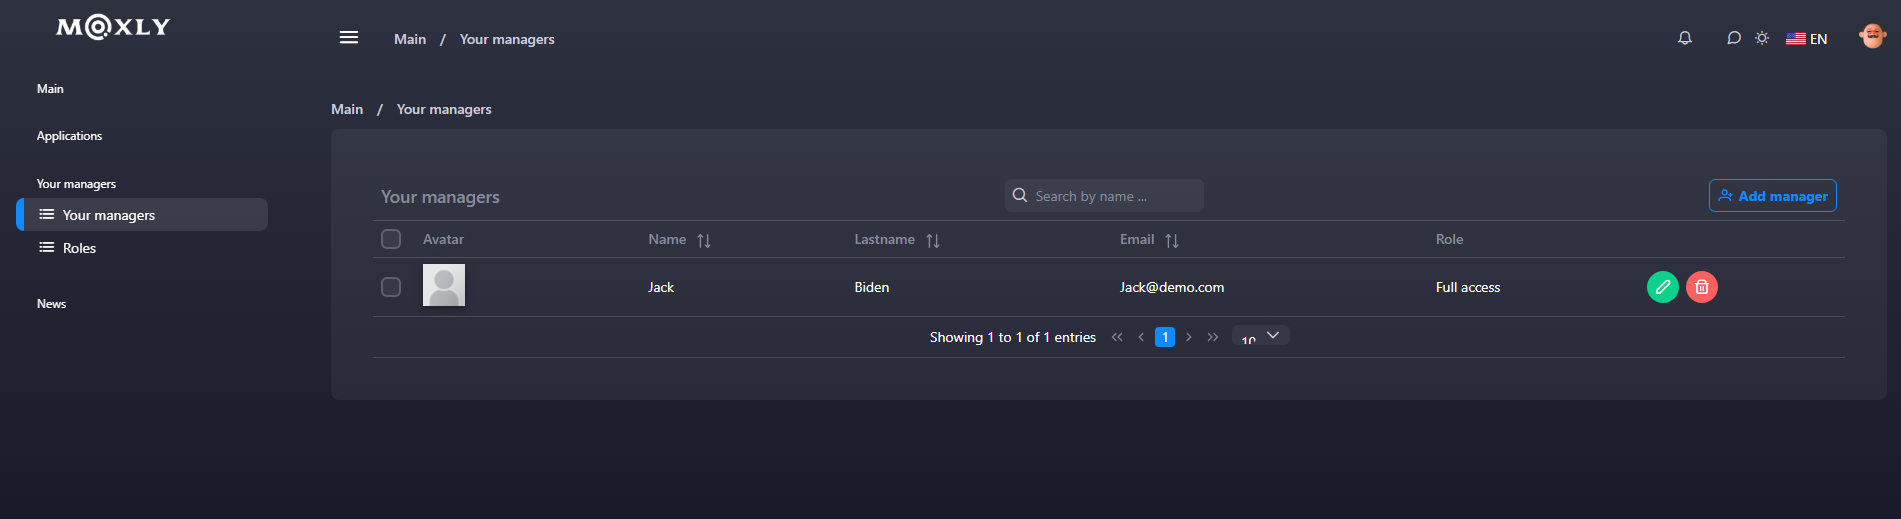 MOXLY
Main / Your managers
EN
Main
Applications
Your managers
Your managers
Roles
News
Main / Your managers
Your managers
Search by name ...
Add manager
Avatar Name Lastname Email Role
Jack Biden Jack@demo.com Full access
Showing 1 to 1 of 1 entries 1 10